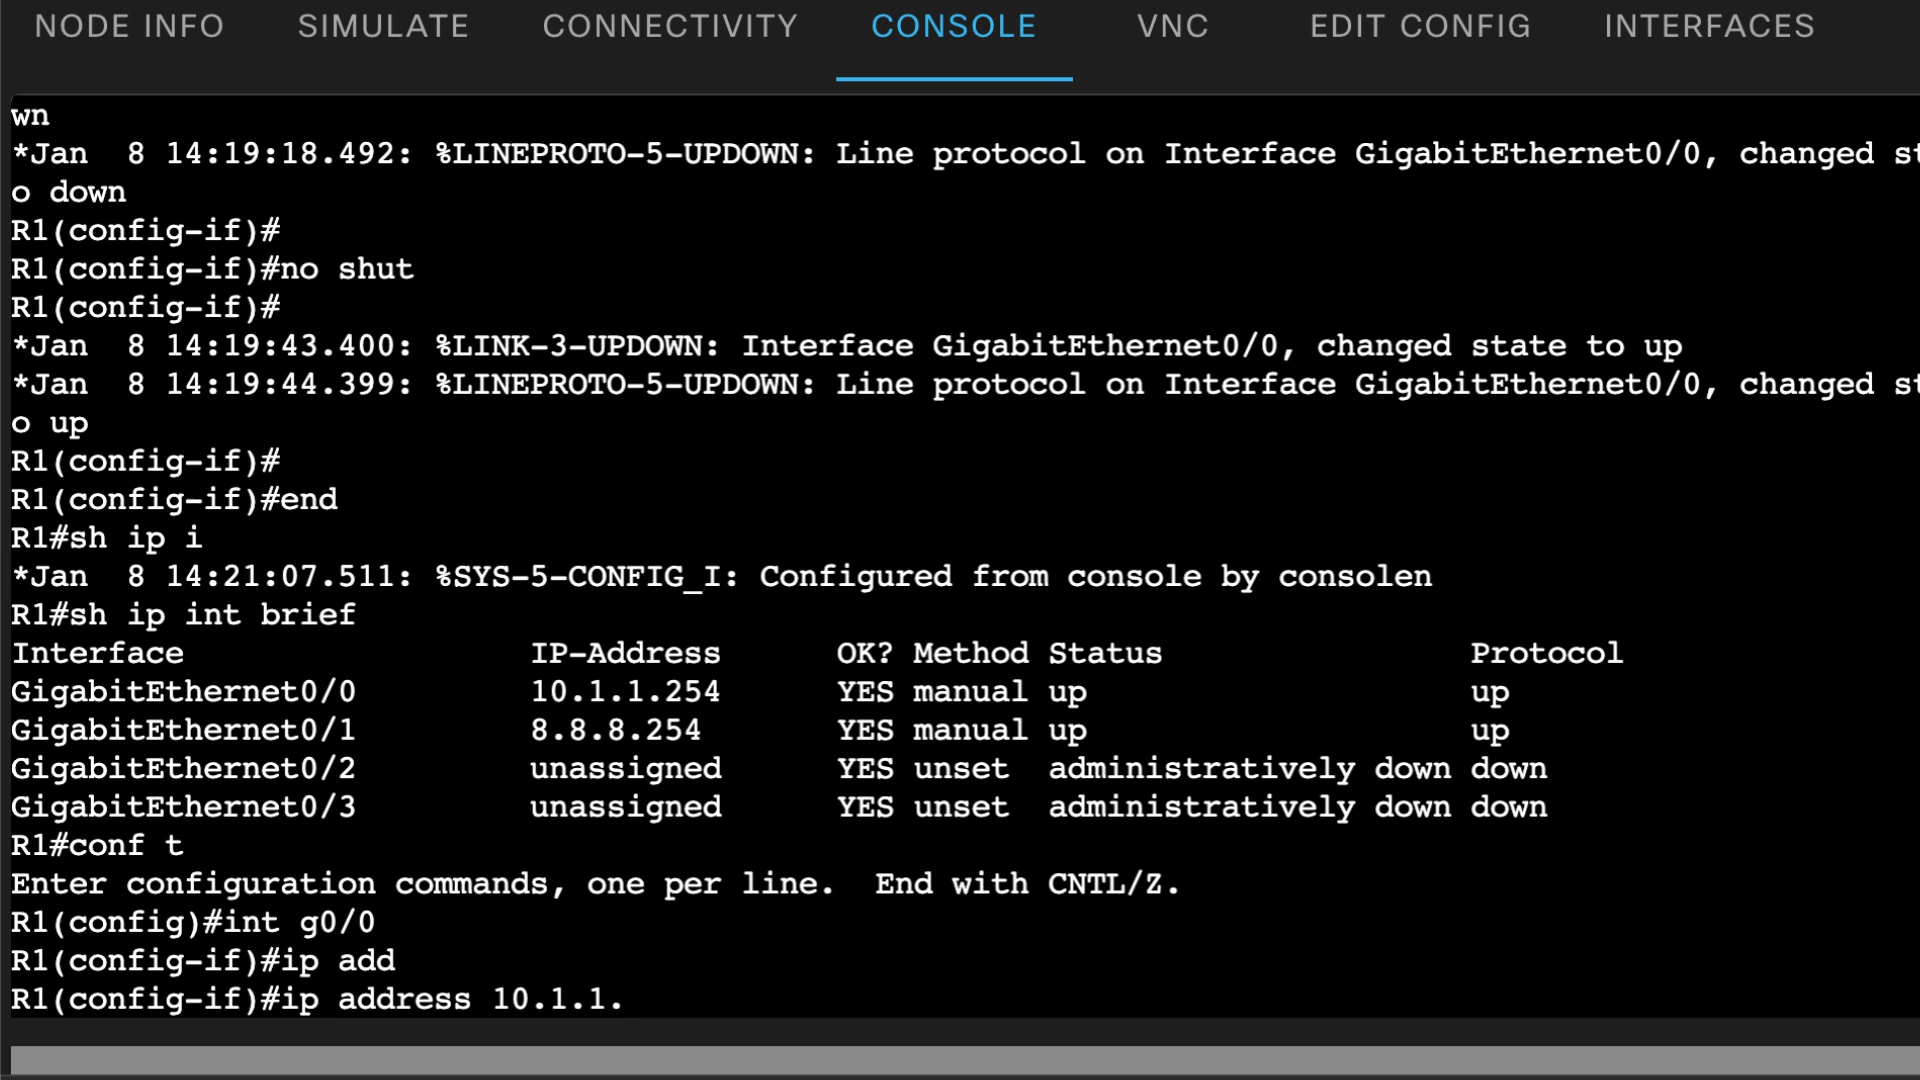 NODE INFO SIMULATE CONNECTIVITY CONSOLE VNC EDIT CONFIG INTERFACES
wn
*Jan  8 14:19:18.492: %LINEPROTO-5-UPDOWN: Line protocol on Interface GigabitEthernet0/0, changed st
o down
R1(config-if)#
R1(config-if)#no shut
R1(config-if)#
*Jan  8 14:19:43.400: %LINK-3-UPDOWN: Interface GigabitEthernet0/0, changed state to up
*Jan  8 14:19:44.399: %LINEPROTO-5-UPDOWN: Line protocol on Interface GigabitEthernet0/0, changed st
o up
R1(config-if)#
R1(config-if)#end
R1#sh ip i
*Jan  8 14:21:07.511: %SYS-5-CONFIG_I: Configured from console by consolen
R1#sh ip int brief
Interface                  IP-Address      OK? Method Status                Protocol
GigabitEthernet0/0         10.1.1.254      YES manual up                    up
GigabitEthernet0/1         8.8.8.254       YES manual up                    up
GigabitEthernet0/2         unassigned      YES unset  administratively down down
GigabitEthernet0/3         unassigned      YES unset  administratively down down
R1#conf t
Enter configuration commands, one per line.  End with CNTL/Z.
R1(config)#int g0/0
R1(config-if)#ip add
R1(config-if)#ip address 10.1.1.